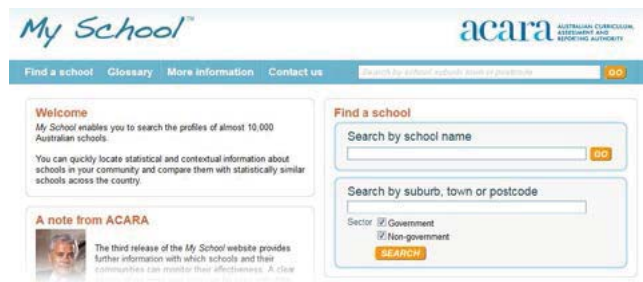 My School™
acara AUSTRALIAN CURRICULUM,
ASSESSMENT AND
REPORTING AUTHORITY
Find a school Glossary More information Contact us Search by school, suburb, town or postcode GO
Welcome
My School enables you to search the profiles of almost 10,000
Australian schools.
You can quickly locate statistical and contextual information about
schools in your community and compare them with statistically similar
schools across the country.
A note from ACARA
The third release of the My School website provides
further information with which schools and their
communities can monitor their effectiveness. A clear
Find a school
Search by school name
GO
Search by suburb, town or postcode
Sector Government
Non-government
SEARCH